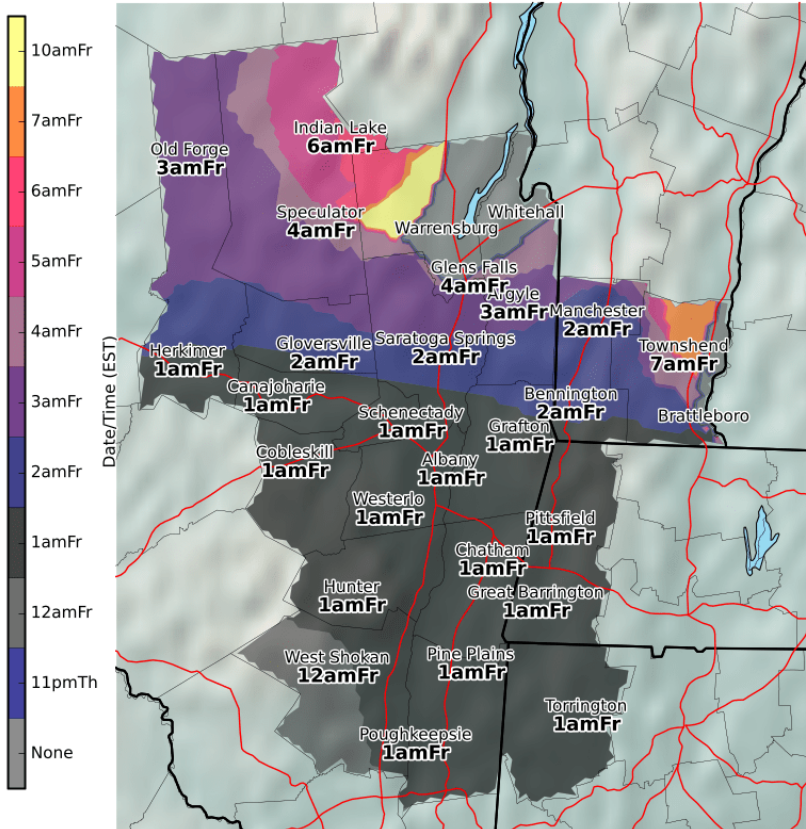 10amFr
7amFr
6amFr
5amFr
4amFr
3amFr
2amFr
1amFr
12amFr
11pmTh
None
Date/Time (EST)
Old Forge
3amFr
Indian Lake
6amFr
Speculator
4amFr
Warrensburg
Whitehall
Glens Falls
4amFr
Argyle
3amFr
Manchester
2amFr
Townshend
7amFr
Herkimer
1amFr
Gloversville
2amFr
Saratoga Springs
2amFr
Canajoharie
1amFr
Schenectady
1amFr
Bennington
2amFr
Brattleboro
Grafton
1amFr
Cobleskill
1amFr
Albany
1amFr
Westerlo
1amFr
Pittsfield
1amFr
Chatham
1amFr
Hunter
1amFr
Great Barrington
1amFr
West Shokan
12amFr
Pine Plains
1amFr
Torrington
1amFr
Poughkeepsie
1amFr